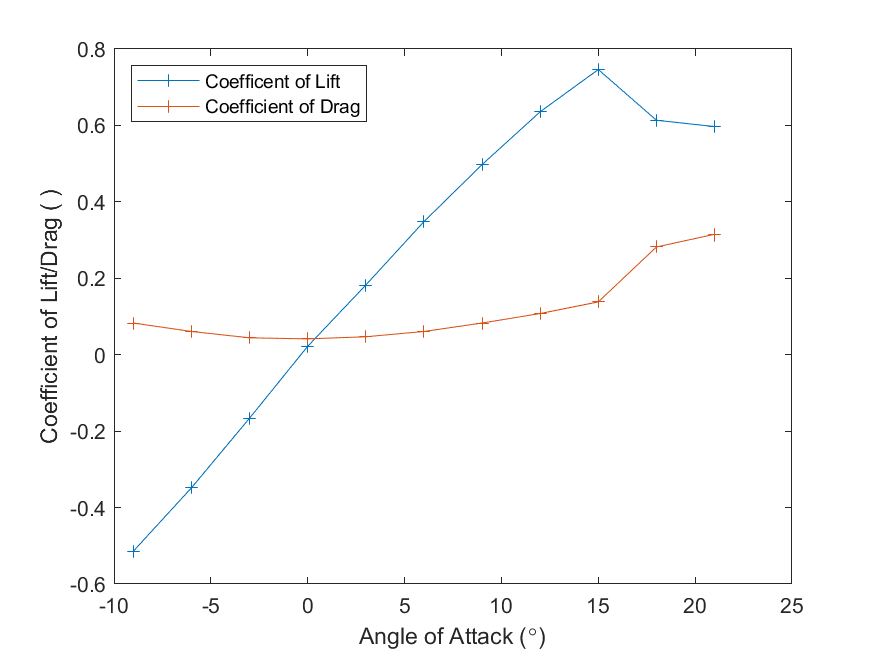 Coefficent of Lift
Coefficient of Drag
0.8
0.6
0.4
0.2
0
-0.2
-0.4
-0.6
Coefficient of Lift/Drag ( )
-10 -5 0 5 10 15 20 25
Angle of Attack (°)